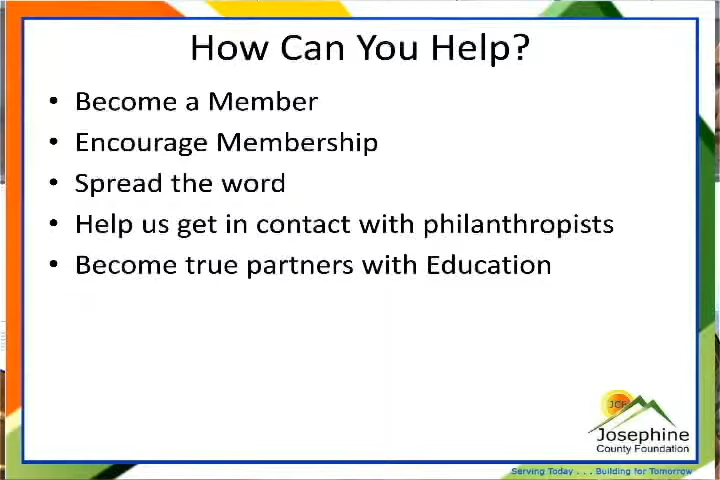 How Can You Help?
• Become a Member
• Encourage Membership
• Spread the word
• Help us get in contact with philanthropists
• Become true partners with Education
JCF
Josephine
County Foundation
Serving Today . . . Building for Tomorrow